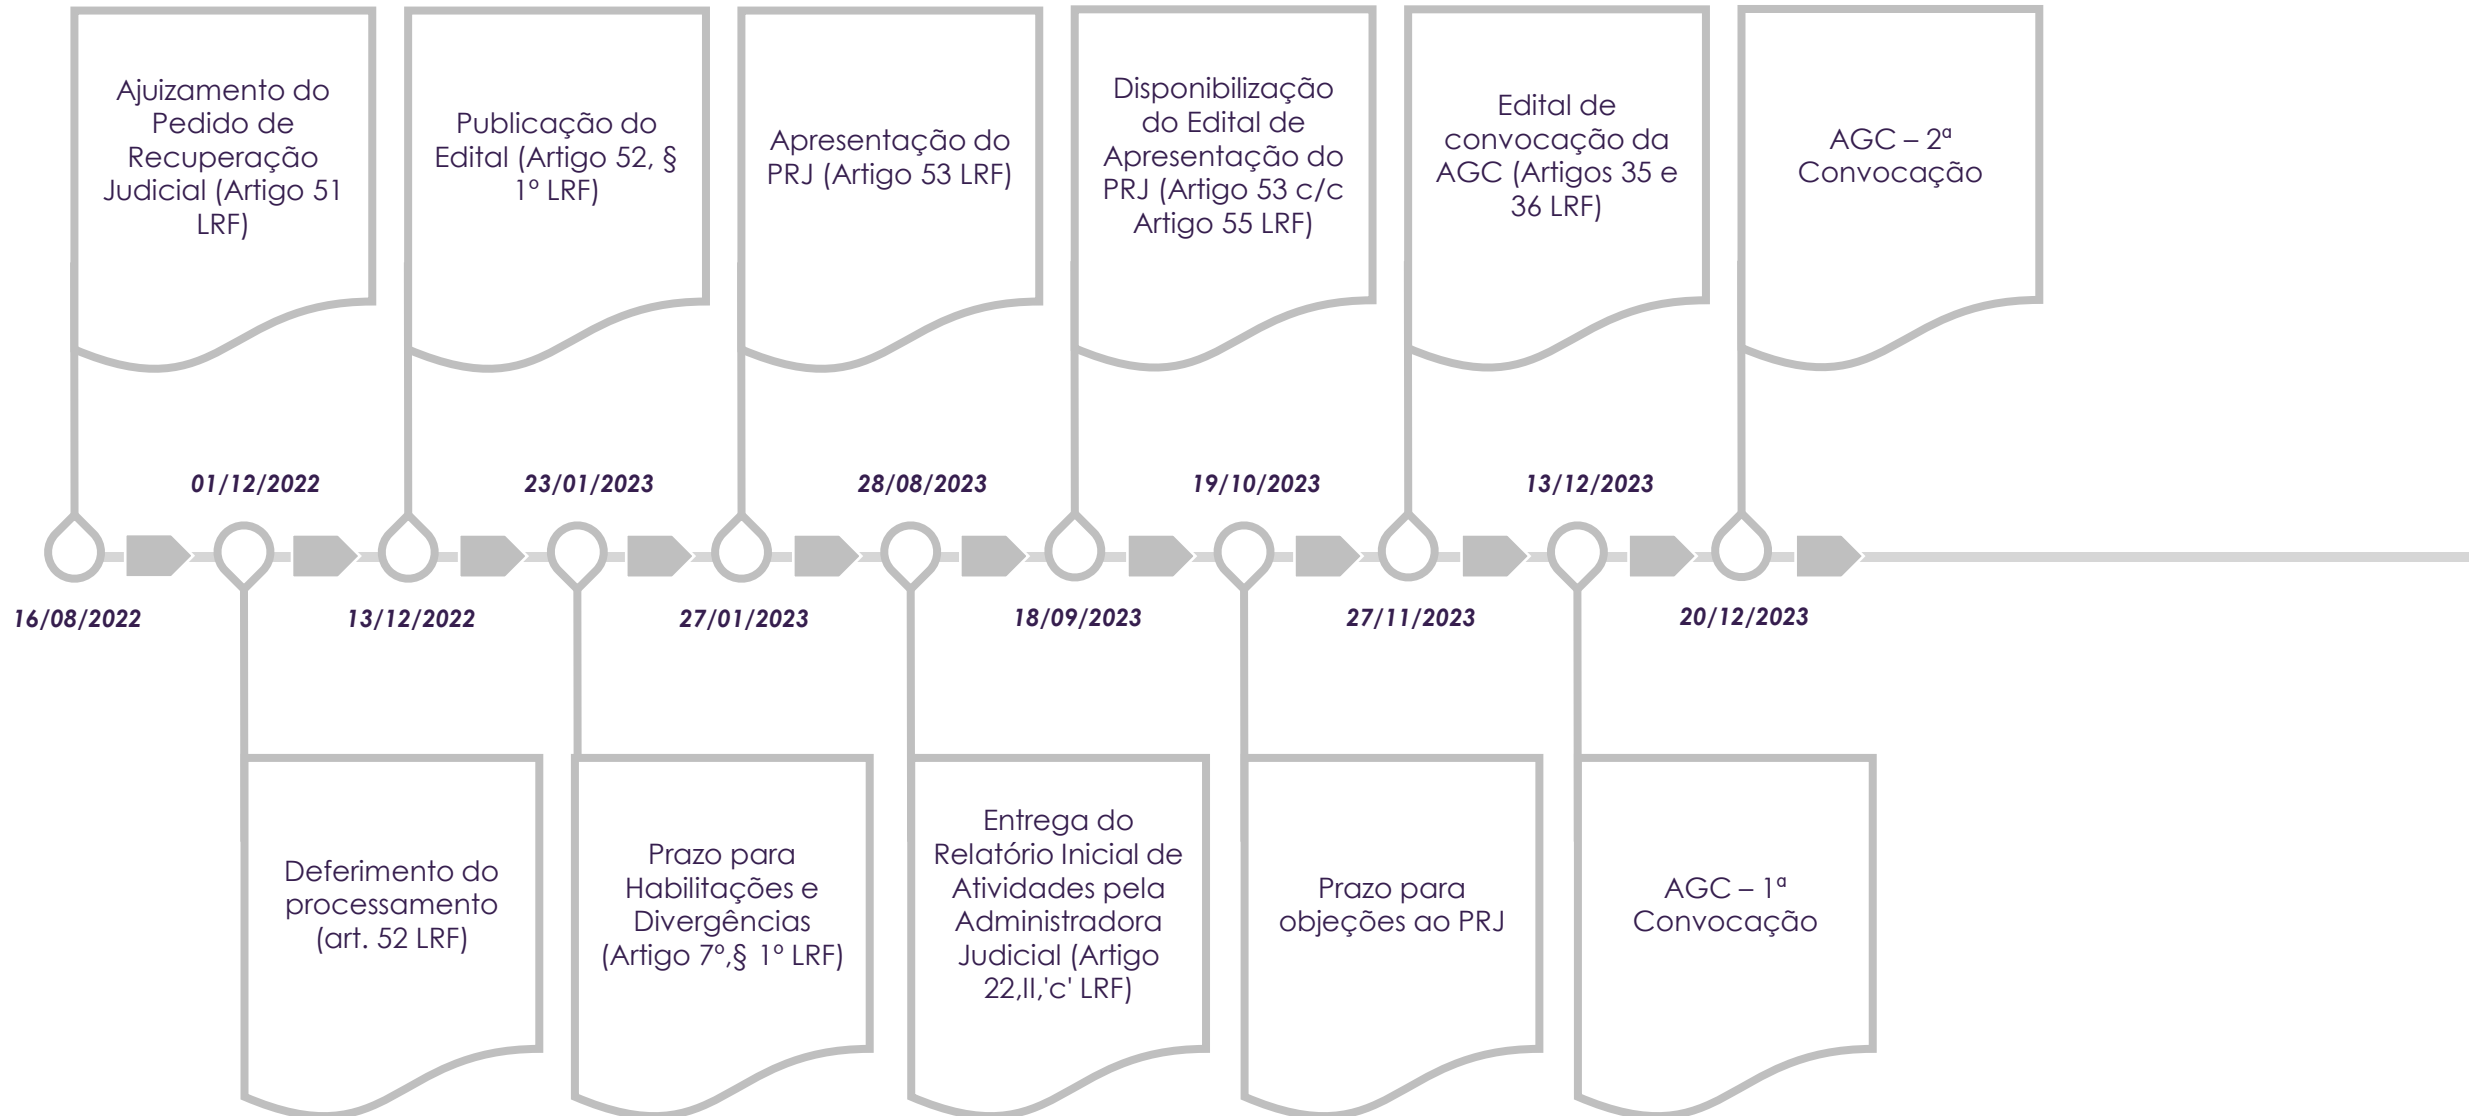 Ajuizamento do
Pedido de
Recuperação
Judicial (Artigo 51
LRF)
Publicação do
Edital (Artigo 52, §
1º LRF)
Apresentação do
PRJ (Artigo 53 LRF)
Disponibilização
do Edital de
Apresentação do
PRJ (Artigo 53 c/c
Artigo 55 LRF)
Edital de
convocação da
AGC (Artigos 35 e
36 LRF)
AGC – 2ª
Convocação
01/12/2022
23/01/2023
28/08/2023
19/10/2023
13/12/2023
16/08/2022
13/12/2022
27/01/2023
18/09/2023
27/11/2023
20/12/2023
Deferimento do
processamento
(art. 52 LRF)
Prazo para
Habilitações e
Divergências
(Artigo 7º,§ 1º LRF)
Entrega do
Relatório Inicial de
Atividades pela
Administradora
Judicial (Artigo
22,II,'c' LRF)
Prazo para
objeções ao PRJ
AGC – 1ª
Convocação